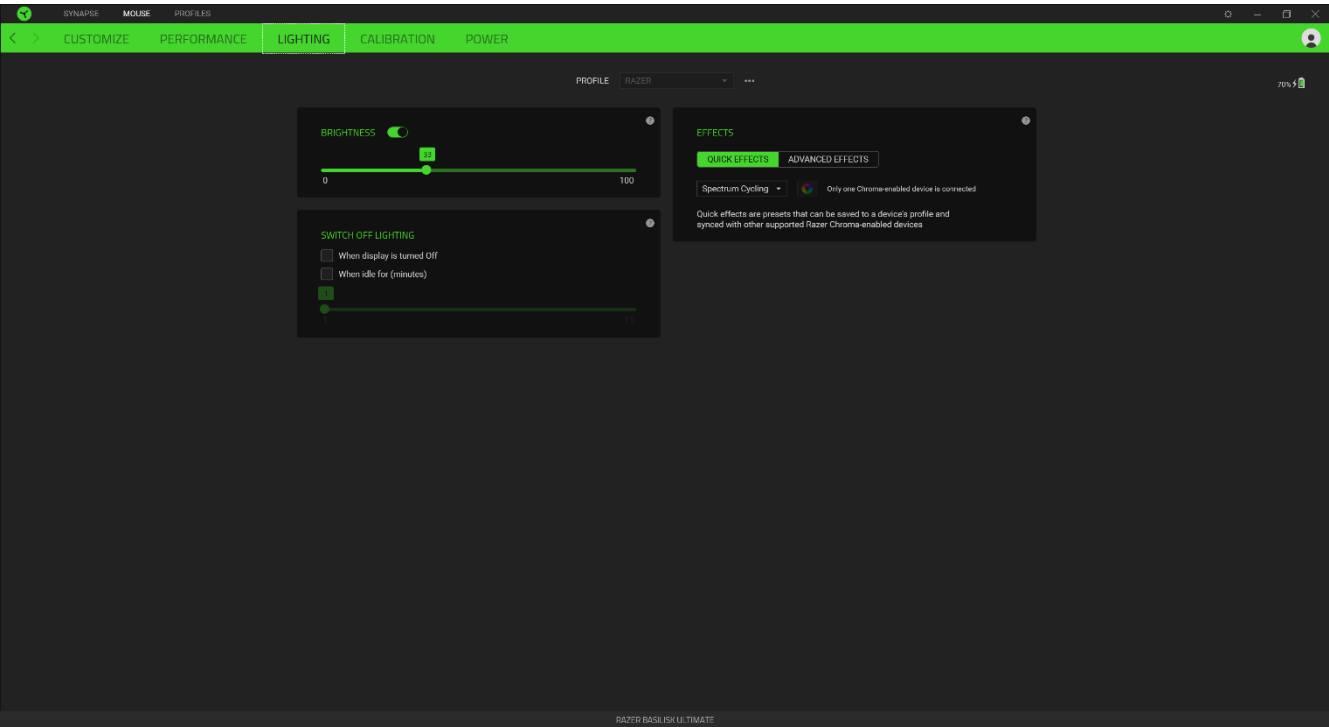 SYNAPSE MOUSE PROFILES
CUSTOMIZE PERFORMANCE LIGHTING CALIBRATION POWER
PROFILE RAZER
70%
BRIGHTNESS
33
0 100
SWITCH OFF LIGHTING
When display is turned Off
When idle for (minutes)
1
1 15
EFFECTS
QUICK EFFECTS ADVANCED EFFECTS
Spectrum Cycling Only one Chroma-enabled device is connected
Quick effects are presets that can be saved to a device's profile and
synced with other supported Razer Chroma-enabled devices
RAZER BASILISK ULTIMATE